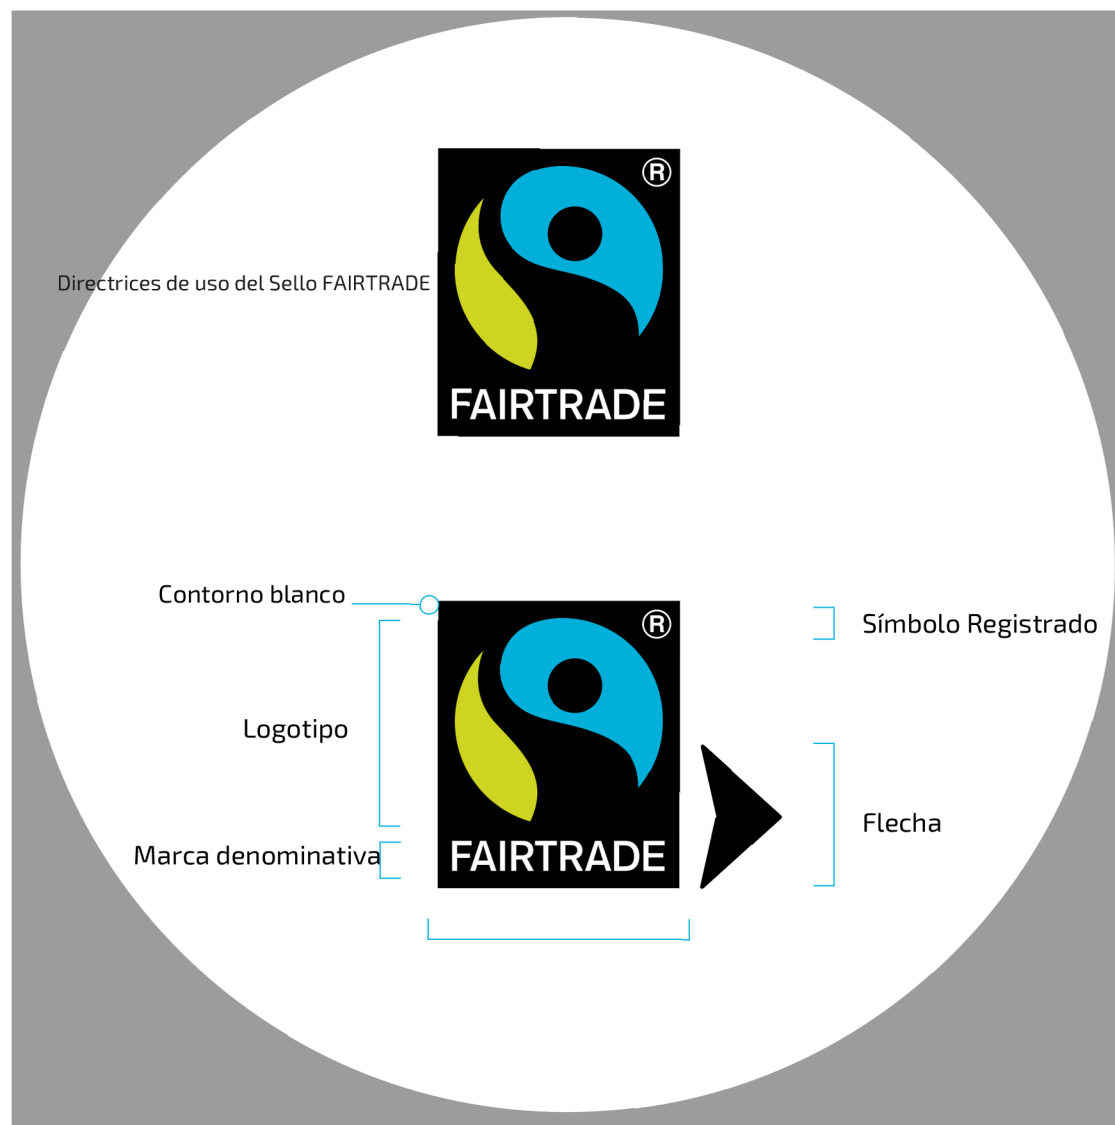 ®
Directrices de uso del Sello FAIRTRADE
FAIRTRADE
Contorno blanco
®
Símbolo Registrado
Logotipo
Flecha
Marca denominativa
FAIRTRADE